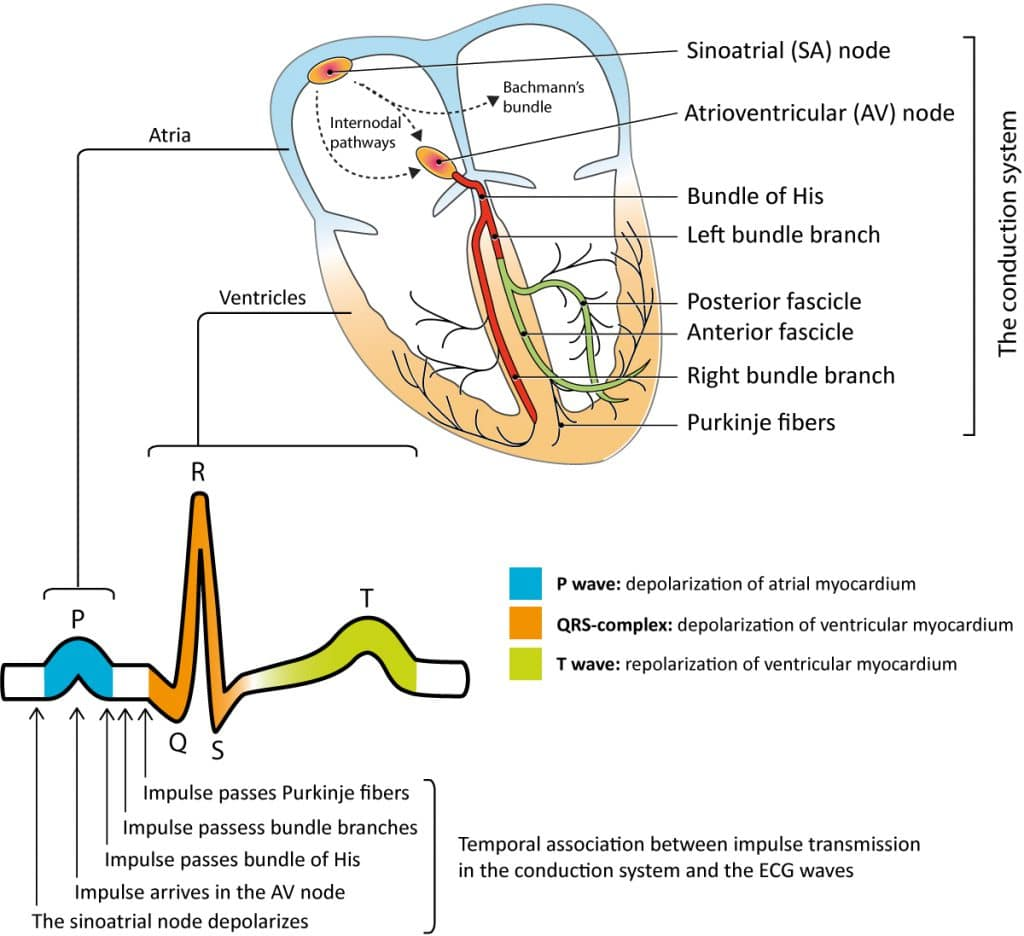 Sinoatrial (SA) node
Bachmann's
bundle
Atrioventricular (AV) node
Internodal
pathways
Atria
Bundle of His
Left bundle branch
The conduction system
Ventricles
Posterior fascicle
Anterior fascicle
Right bundle branch
Purkinje fibers
R
P
T
P wave: depolarization of atrial myocardium
QRS-complex: depolarization of ventricular myocardium
T wave: repolarization of ventricular myocardium
Q
S
Impulse passes Purkinje fibers
Impulse passess bundle branches
Impulse passes bundle of His
Impulse arrives in the AV node
The sinoatrial node depolarizes
Temporal association between impulse transmission
in the conduction system and the ECG waves